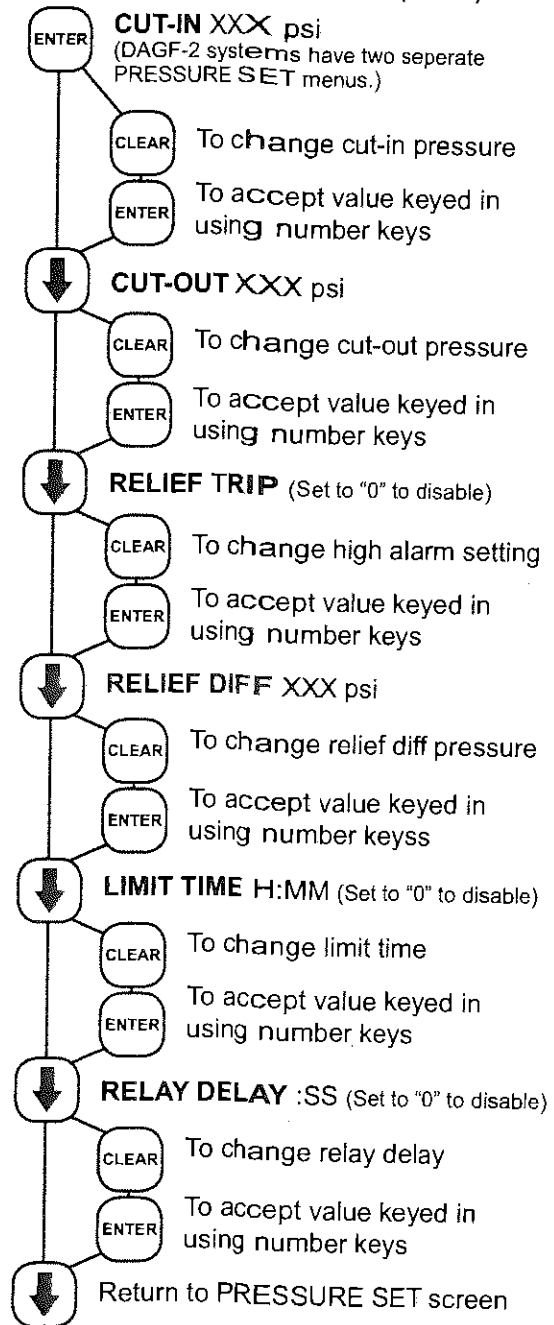 ENTER
CUT-IN XXX psi
(DAGF-2 systems have two seperate
PRESSURE SET menus.)
CLEAR
To change cut-in pressure
ENTER
To accept value keyed in
using number keys
CUT-OUT XXX psi
CLEAR
To change cut-out pressure
ENTER
To accept value keyed in
using number keys
RELIEF TRIP (Set to "0" to disable)
CLEAR
To change high alarm setting
ENTER
To accept value keyed in
using number keys
RELIEF DIFF XXX psi
CLEAR
To change relief diff pressure
ENTER
To accept value keyed in
using number keyss
LIMIT TIME H:MM (Set to "0" to disable)
CLEAR
To change limit time
ENTER
To accept value keyed in
using number keys
RELAY DELAY :SS (Set to "0" to disable)
CLEAR
To change relay delay
ENTER
To accept value keyed in
using number keys
Return to PRESSURE SET screen